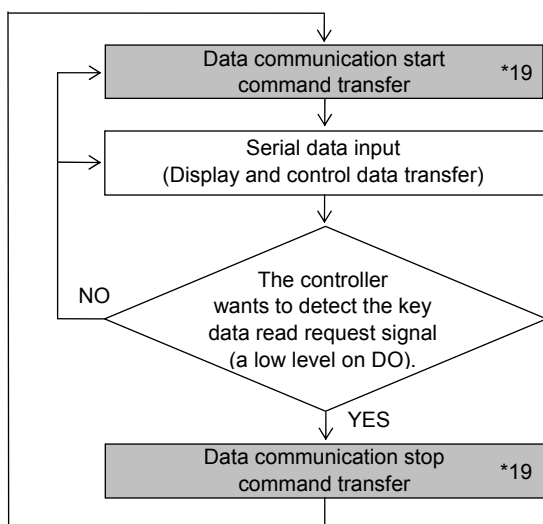 Data communication start
command transfer
*19
Serial data input
(Display and control data transfer)
The controller
wants to detect the key
data read request signal
(a low level on DO).
NO
YES
Data communication stop
command transfer
*19